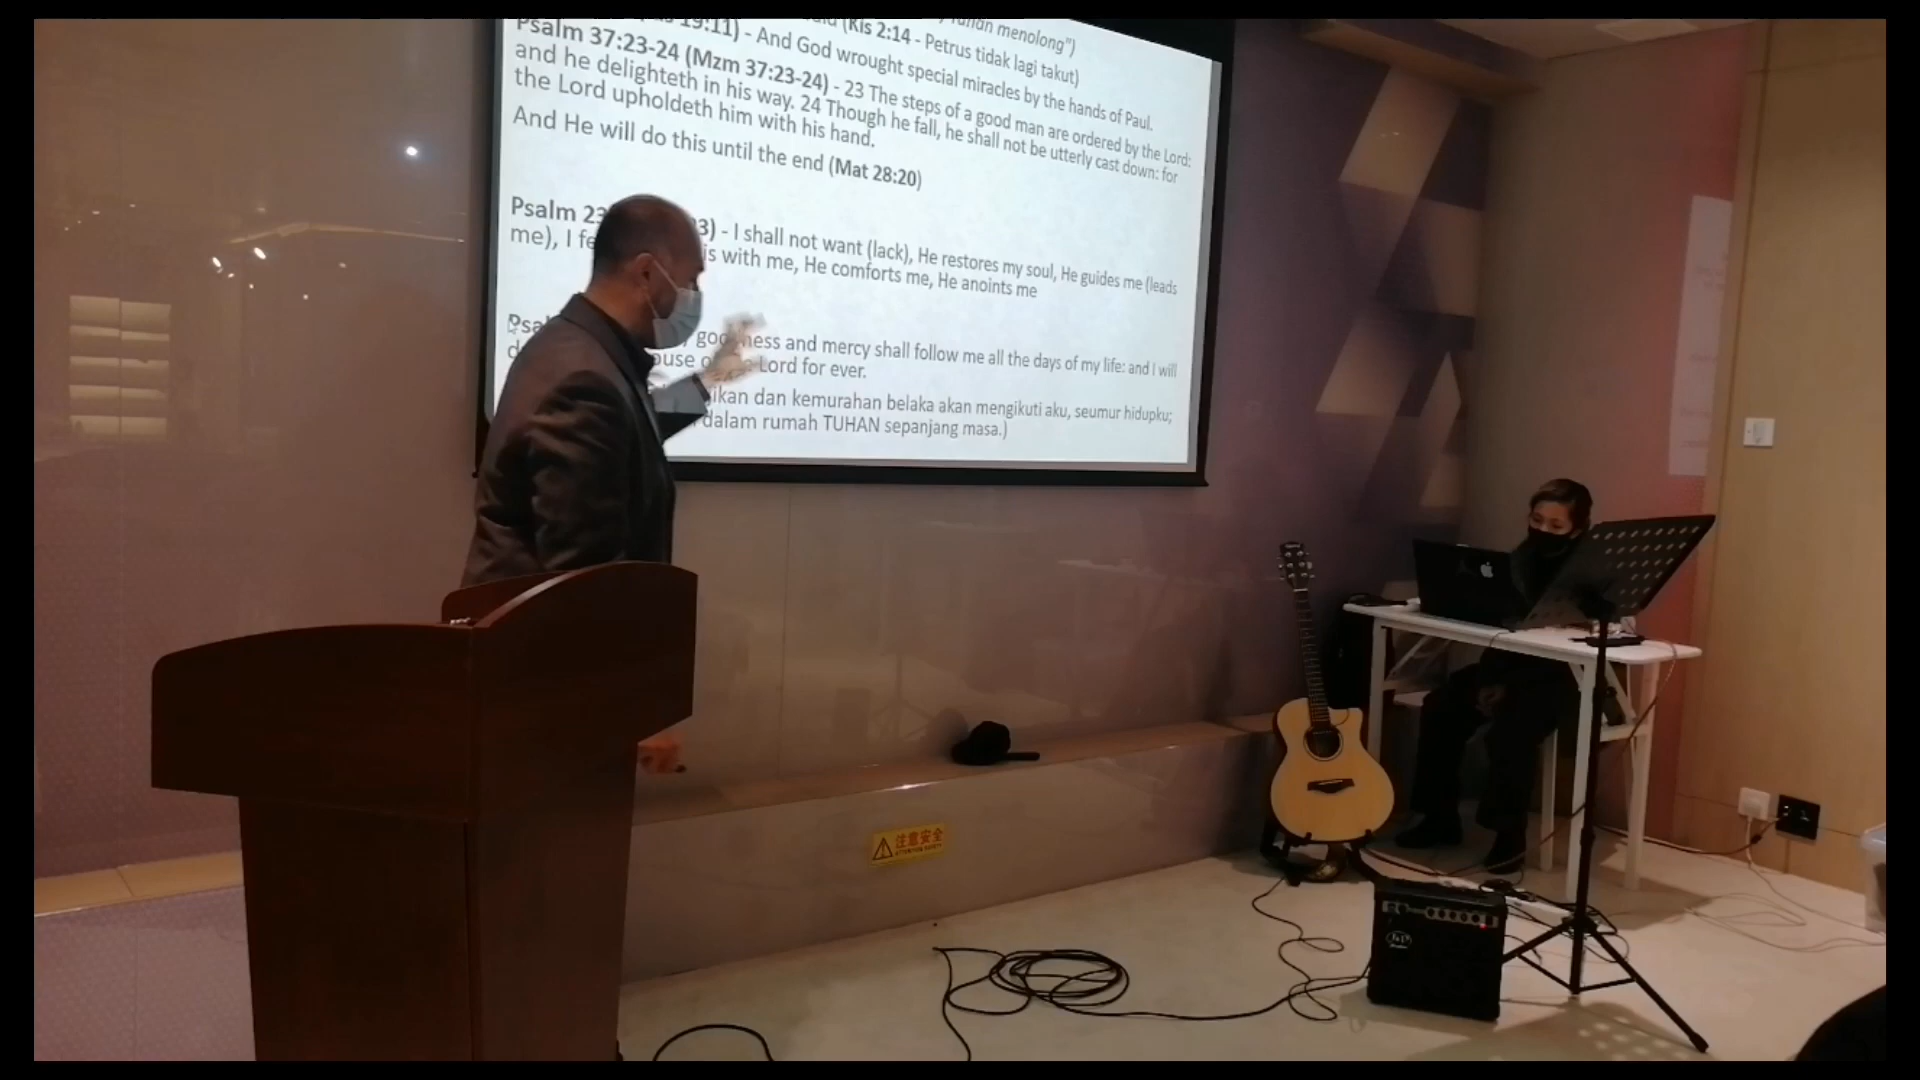 Tuhan menolong")
(Kis 2:14 - Petrus tidak lagi takut)
19:11) - And God wrought special miracles by the hands of Paul.
Psalm 37:23-24 (Mzm 37:23-24) - 23 The steps of a good man are ordered by the Lord:
and he delighteth in his way. 24 Though he fall, he shall not be utterly cast down: for
the Lord upholdeth him with his hand.
And He will do this until the end (Mat 28:20)
Psalm 23 3) - I shall not want (lack), He restores my soul, He guides me (leads
me), I is with me, He comforts me, He anoints me
goodness and mercy shall follow me all the days of my life: and I will
Lord for ever.
dan kemurahan belaka akan mengikuti aku, seumur hidupku;
dalam rumah TUHAN sepanjang masa.)
注意安全
ATTENTION SAFETY